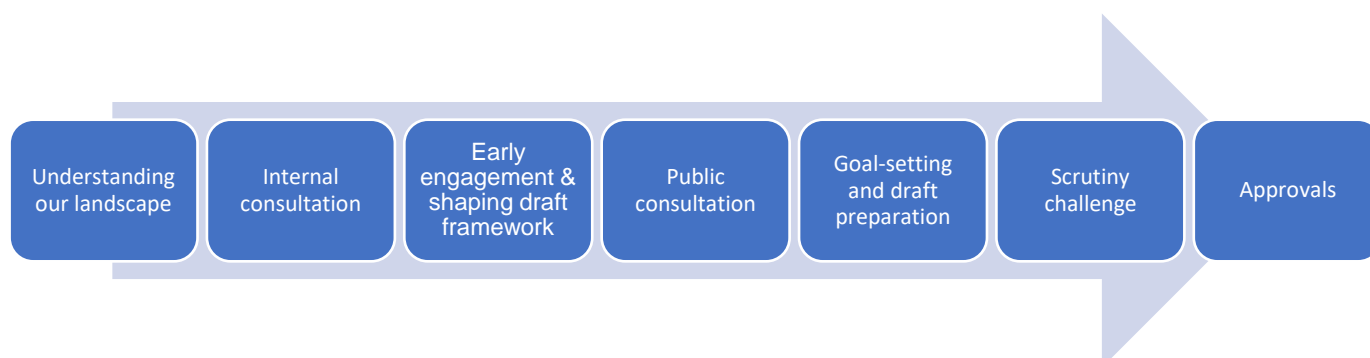 Understanding
our landscape
Internal
consultation
Early
engagement &
shaping draft
framework
Public
consultation
Goal-setting
and draft
preparation
Scrutiny
challenge
Approvals